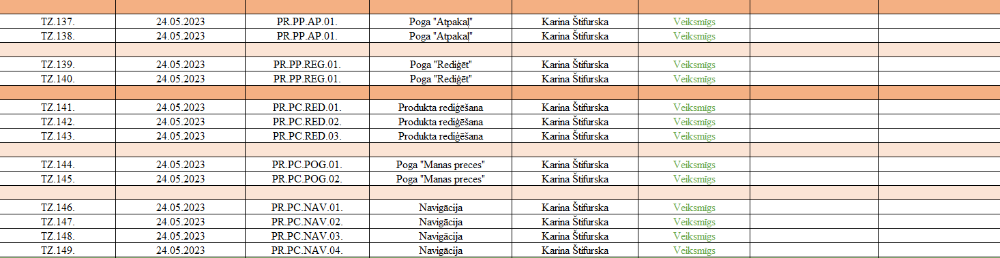 TZ.137. 24.05.2023 PR.PP.AP.01. Poga "Atpakaļ" Karina Štifurska Veiksmīgs
TZ.138. 24.05.2023 PR.PP.AP.01. Poga "Atpakaļ" Karina Štifurska Veiksmīgs
TZ.139. 24.05.2023 PR.PP.REG.01. Poga "Rediģēt" Karina Štifurska Veiksmīgs
TZ.140. 24.05.2023 PR.PP.REG.01. Poga "Rediģēt" Karina Štifurska Veiksmīgs
TZ.141. 24.05.2023 PR.PC.RED.01. Produkta rediģēšana Karina Štifurska Veiksmīgs
TZ.142. 24.05.2023 PR.PC.RED.02. Produkta rediģēšana Karina Štifurska Veiksmīgs
TZ.143. 24.05.2023 PR.PC.RED.03. Produkta rediģēšana Karina Štifurska Veiksmīgs
TZ.144. 24.05.2023 PR.PC.POG.01. Poga "Manas preces" Karina Štifurska Veiksmīgs
TZ.145. 24.05.2023 PR.PC.POG.02. Poga "Manas preces" Karina Štifurska Veiksmīgs
TZ.146. 24.05.2023 PR.PC.NAV.01. Navigācija Karina Štifurska Veiksmīgs
TZ.147. 24.05.2023 PR.PC.NAV.02. Navigācija Karina Štifurska Veiksmīgs
TZ.148. 24.05.2023 PR.PC.NAV.03. Navigācija Karina Štifurska Veiksmīgs
TZ.149. 24.05.2023 PR.PC.NAV.04. Navigācija Karina Štifurska Veiksmīgs